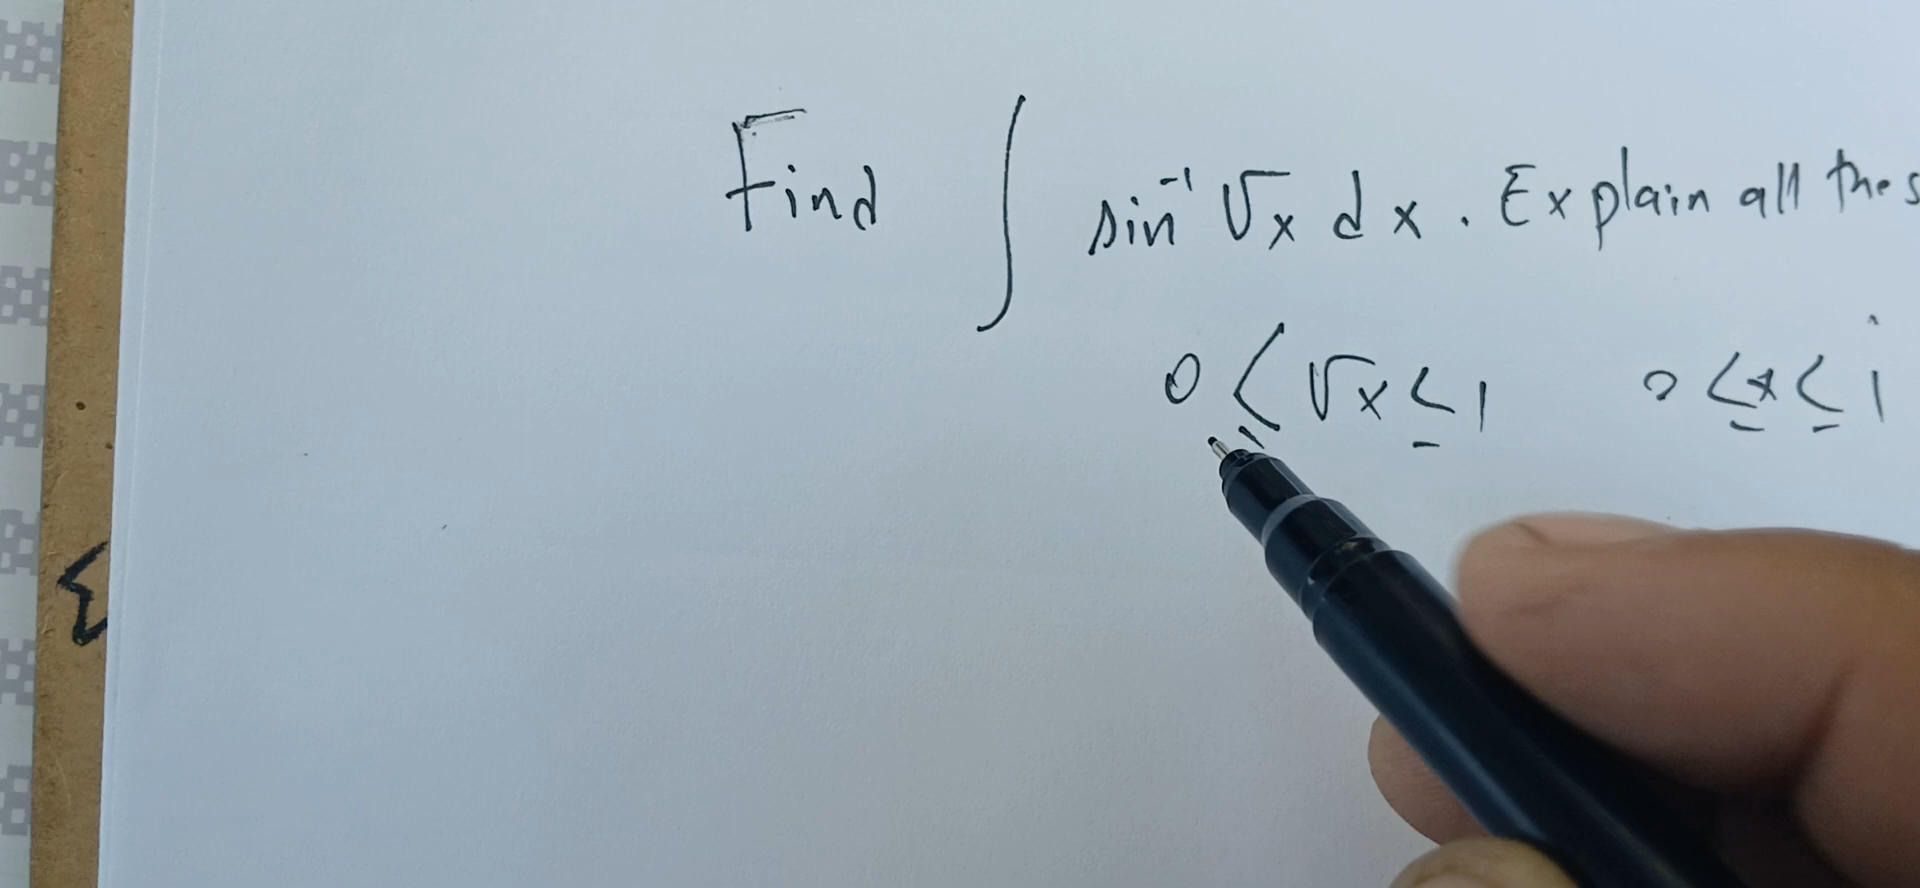 Find ∫ sin⁻¹ √x dx. Explain all the s
0 ≤ √x ≤ 1 0 ≤ x ≤ 1